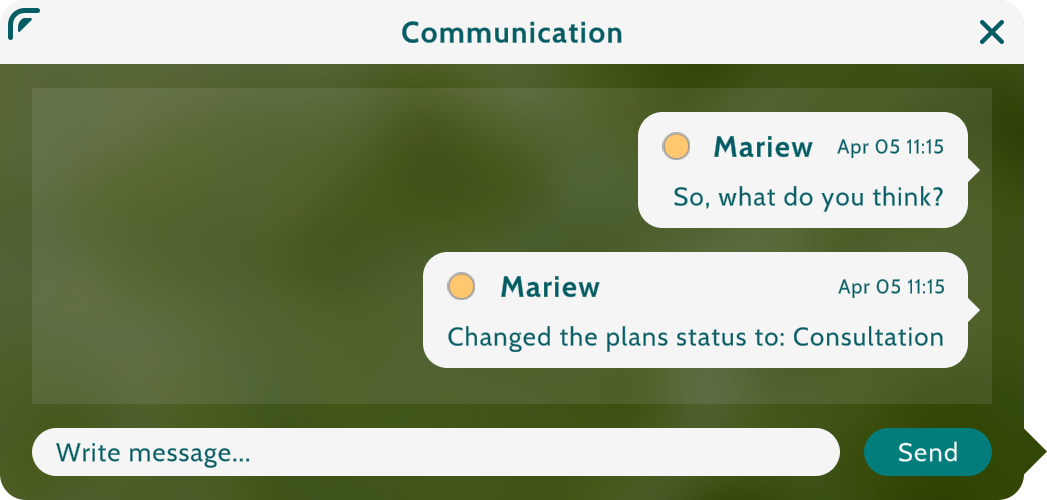 Communication
Mariew Apr 05 11:15
So, what do you think?
Mariew Apr 05 11:15
Changed the plans status to: Consultation
Write message...
Send